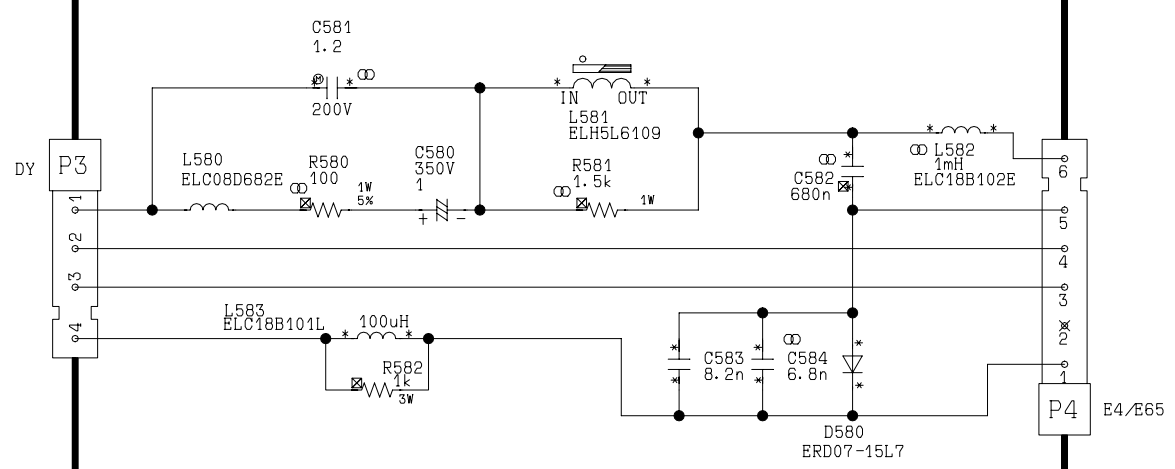 C581
1.2
200V
IN OUT
L581
ELH5L6109
DY
P3
L580
ELC08D682E
R580
100
1W
5%
C580
350V
1
+ -
R581
1.5k
1W
C582
680n
L582
1mH
ELC18B102E
1
2
3
4
L583
ELC18B101L
100uH
R582
1k
3W
C583
8.2n
C584
6.8n
D580
ERD07-15L7
6
5
4
3
2
1
P4
E4/E65